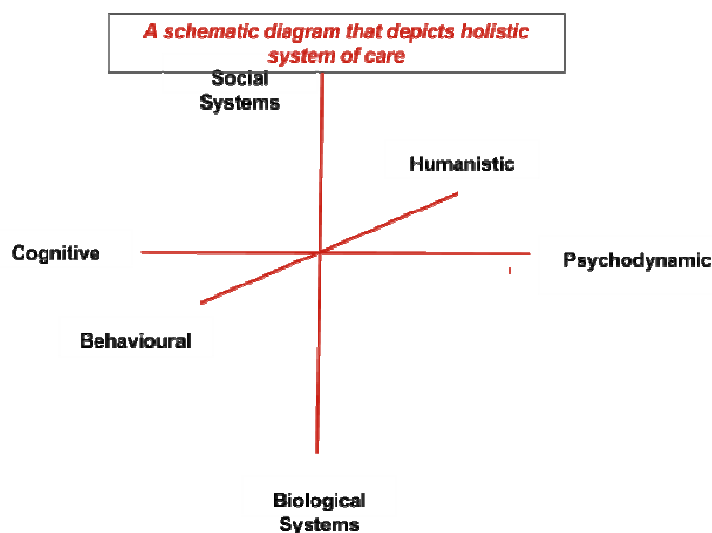 A schematic diagram that depicts holistic
system of care
Social
Systems
Humanistic
Cognitive
Psychodynamic
Behavioural
Biological
Systems